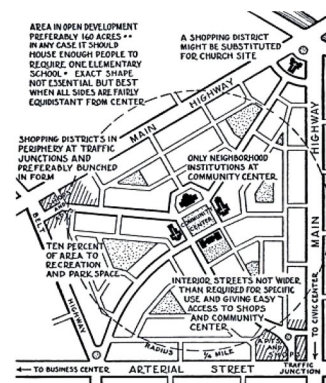 AREA IN OPEN DEVELOPMENT
PREFERABLY 160 ACRES ••
IN ANY CASE IT SHOULD
HOUSE ENOUGH PEOPLE TO
REQUIRE ONE ELEMENTARY
SCHOOL • EXACT SHAPE
NOT ESSENTIAL BUT BEST
WHEN ALL SIDES ARE FAIRLY
EQUIDISTANT FROM CENTER
A SHOPPING DISTRICT
MIGHT BE SUBSTITUTED
FOR CHURCH SITE
MAIN HIGHWAY
SHOPPING DISTRICTS IN
PERIPHERY AT TRAFFIC
JUNCTIONS AND
PREFERABLY BUNCHED
IN FORM
ONLY NEIGHBORHOOD
INSTITUTIONS AT
COMMUNITY CENTER
HIGHWAY
MAIN
COMMUNITY
CENTER
BELT
HIGHWAY
TEN PERCENT
OF AREA TO
RECREATION
AND PARK SPACE
INTERIOR STREETS NOT WIDER
THAN REQUIRED FOR SPECIFIC
USE AND GIVING EASY
ACCESS TO SHOPS
AND COMMUNITY
CENTER
TO CIVIC CENTER
RADIUS
¼ MILE
APTS
AND SHOPS
TRAFFIC
JUNCTION
TO BUSINESS CENTER
ARTERIAL STREET